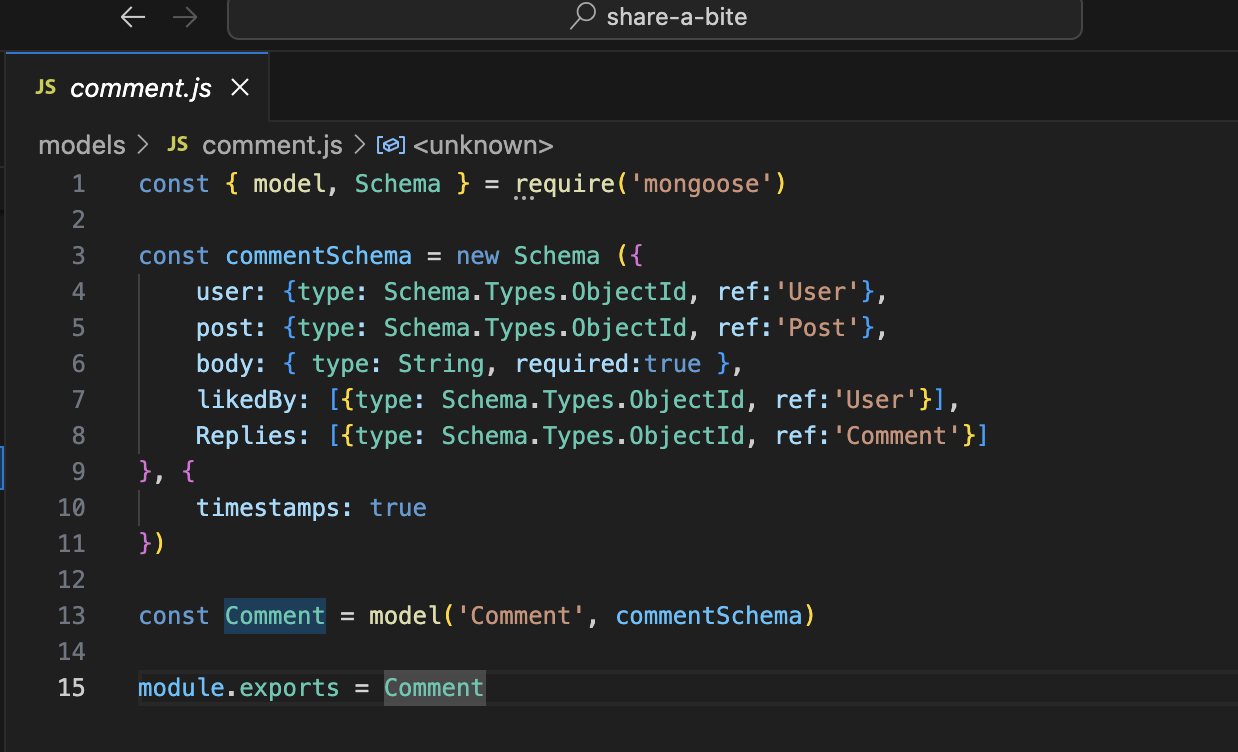 share-a-bite
JS comment.js
models > JS comment.js > <unknown>
1 const { model, Schema } = require('mongoose')
2
3 const commentSchema = new Schema ({
4 user: {type: Schema.Types.ObjectId, ref:'User'},
5 post: {type: Schema.Types.ObjectId, ref:'Post'},
6 body: { type: String, required:true },
7 likedBy: [{type: Schema.Types.ObjectId, ref:'User'}],
8 Replies: [{type: Schema.Types.ObjectId, ref:'Comment'}]
9 }, {
10 timestamps: true
11 })
12
13 const Comment = model('Comment', commentSchema)
14
15 module.exports = Comment